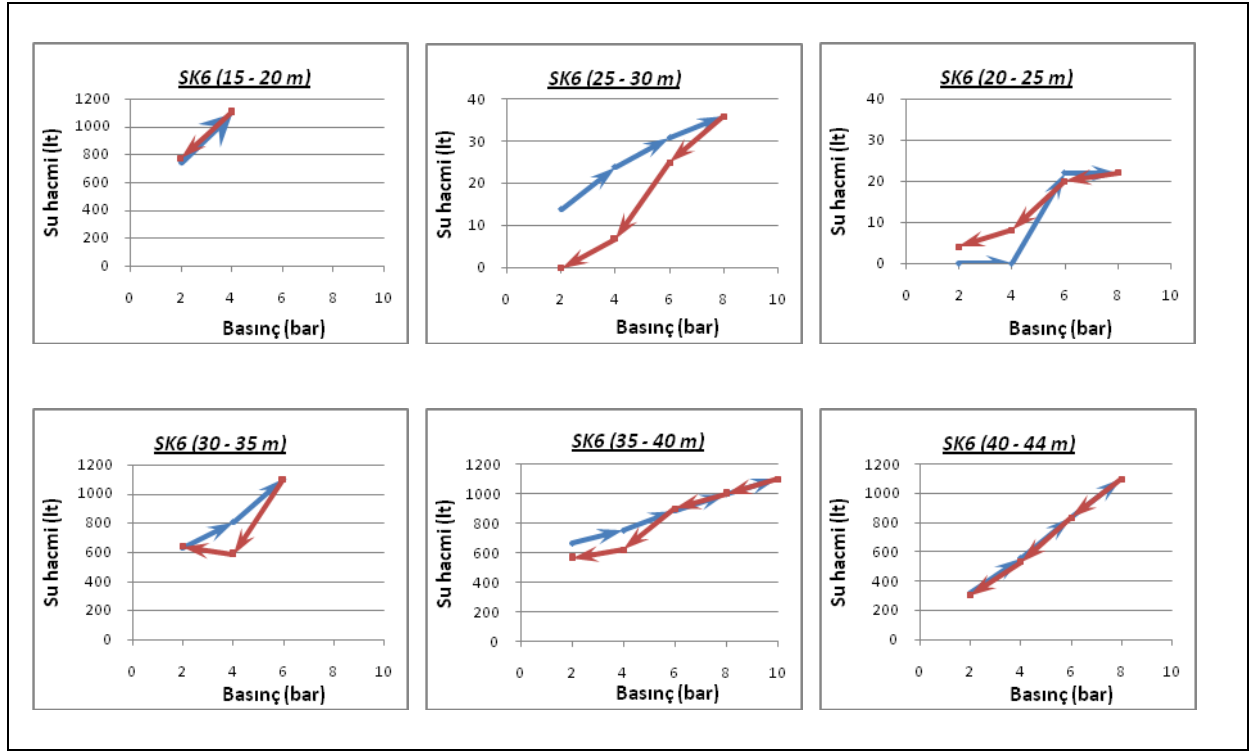 SK6 (15 - 20 m)
Su hacmi (lt)
1200
1000
800
600
400
200
0
0 2 4 6 8 10
Basınç (bar)
SK6 (25 - 30 m)
Su hacmi (lt)
40
30
20
10
0
0 2 4 6 8 10
Basınç (bar)
SK6 (20 - 25 m)
Su hacmi (lt)
40
30
20
10
0
0 2 4 6 8 10
Basınç (bar)
SK6 (30 - 35 m)
Su hacmi (lt)
1200
1000
800
600
400
200
0
0 2 4 6 8 10
Basınç (bar)
SK6 (35 - 40 m)
Su hacmi (lt)
1200
1000
800
600
400
200
0
0 2 4 6 8 10
Basınç (bar)
SK6 (40 - 44 m)
Su hacmi (lt)
1200
1000
800
600
400
200
0
0 2 4 6 8 10
Basınç (bar)